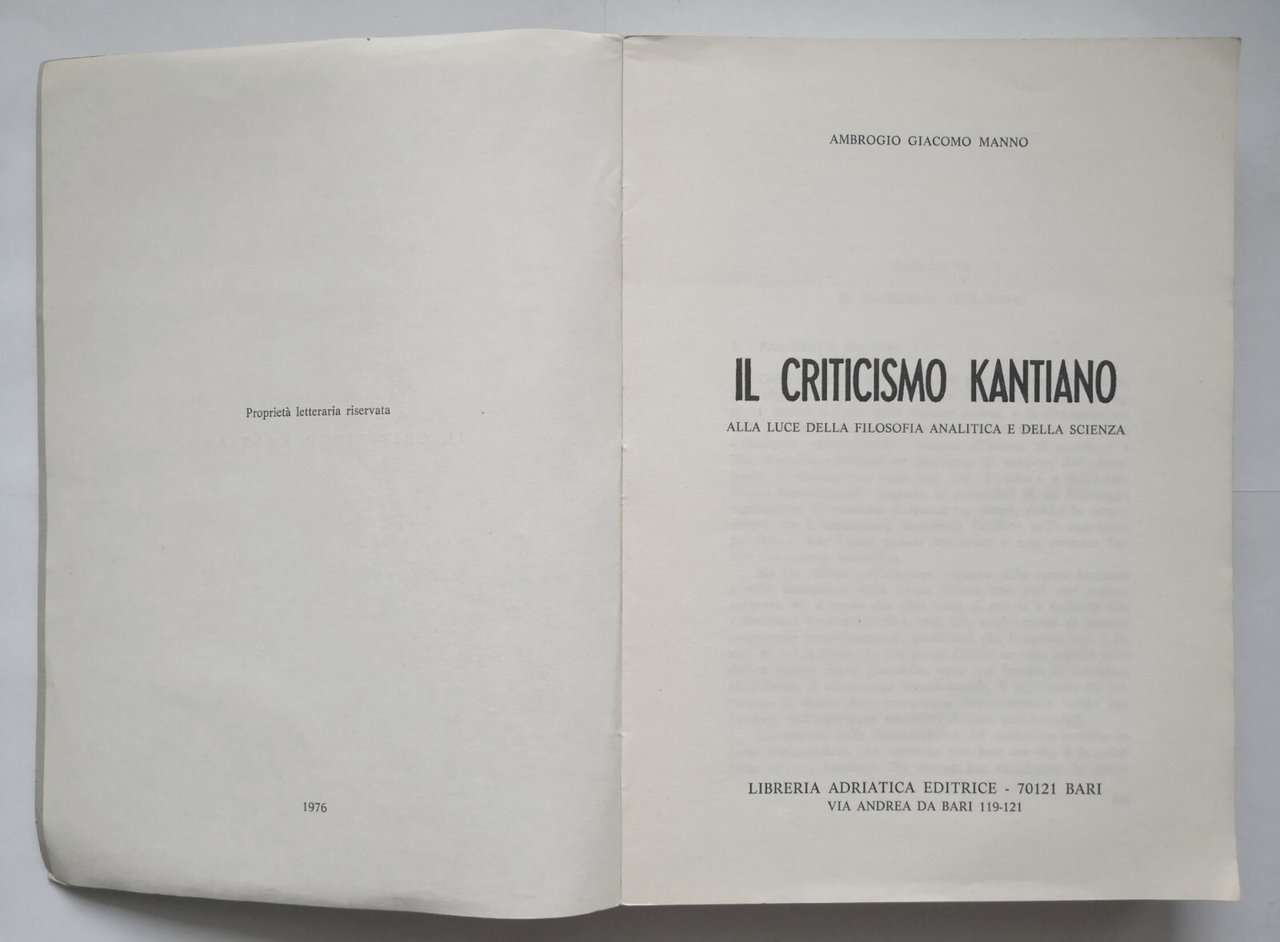 Proprietà letteraria riservata
1976
AMBROGIO GIACOMO MANNO
IL CRITICISMO KANTIANO
ALLA LUCE DELLA FILOSOFIA ANALITICA E DELLA SCIENZA
LIBRERIA ADRIATICA EDITRICE - 70121 BARI
VIA ANDREA DA BARI 119-121